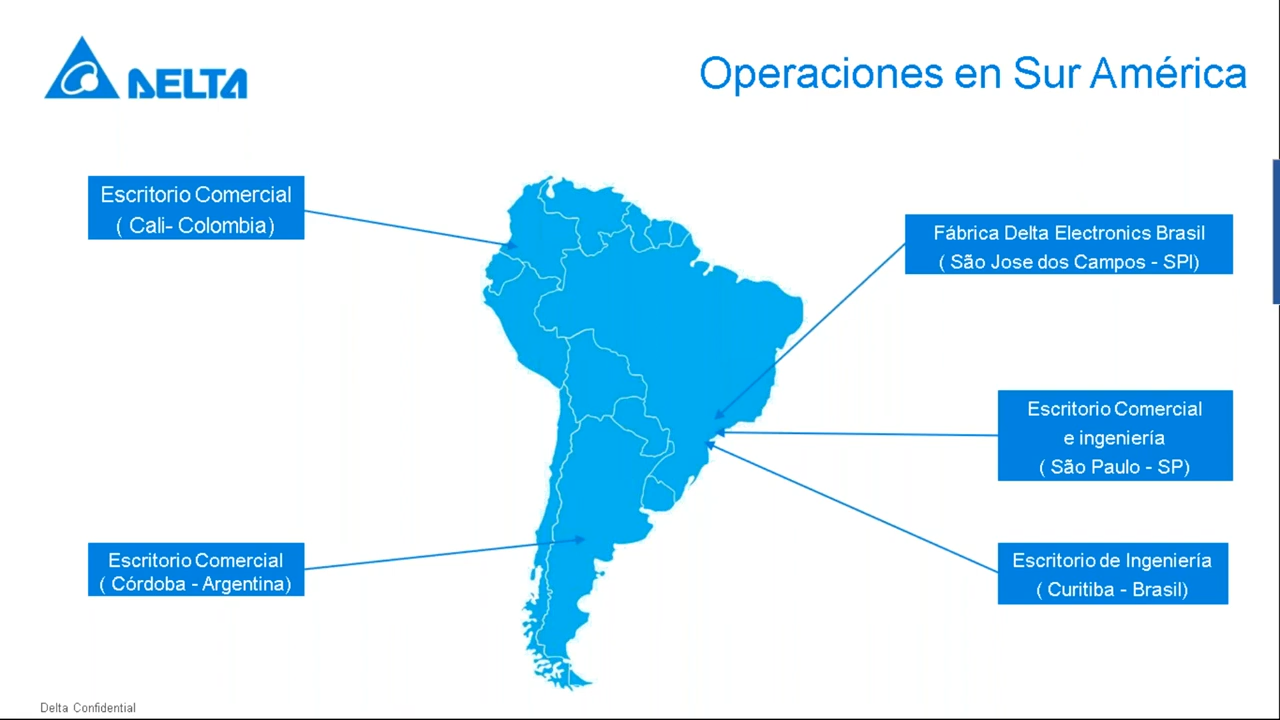 DELTA
Operaciones en Sur América
Escritorio Comercial
( Cali- Colombia)
Fábrica Delta Electronics Brasil
( São Jose dos Campos - SPI)
Escritorio Comercial
e ingeniería
( São Paulo - SP)
Escritorio Comercial
( Córdoba - Argentina)
Escritorio de Ingeniería
( Curitiba - Brasil)
Delta Confidential